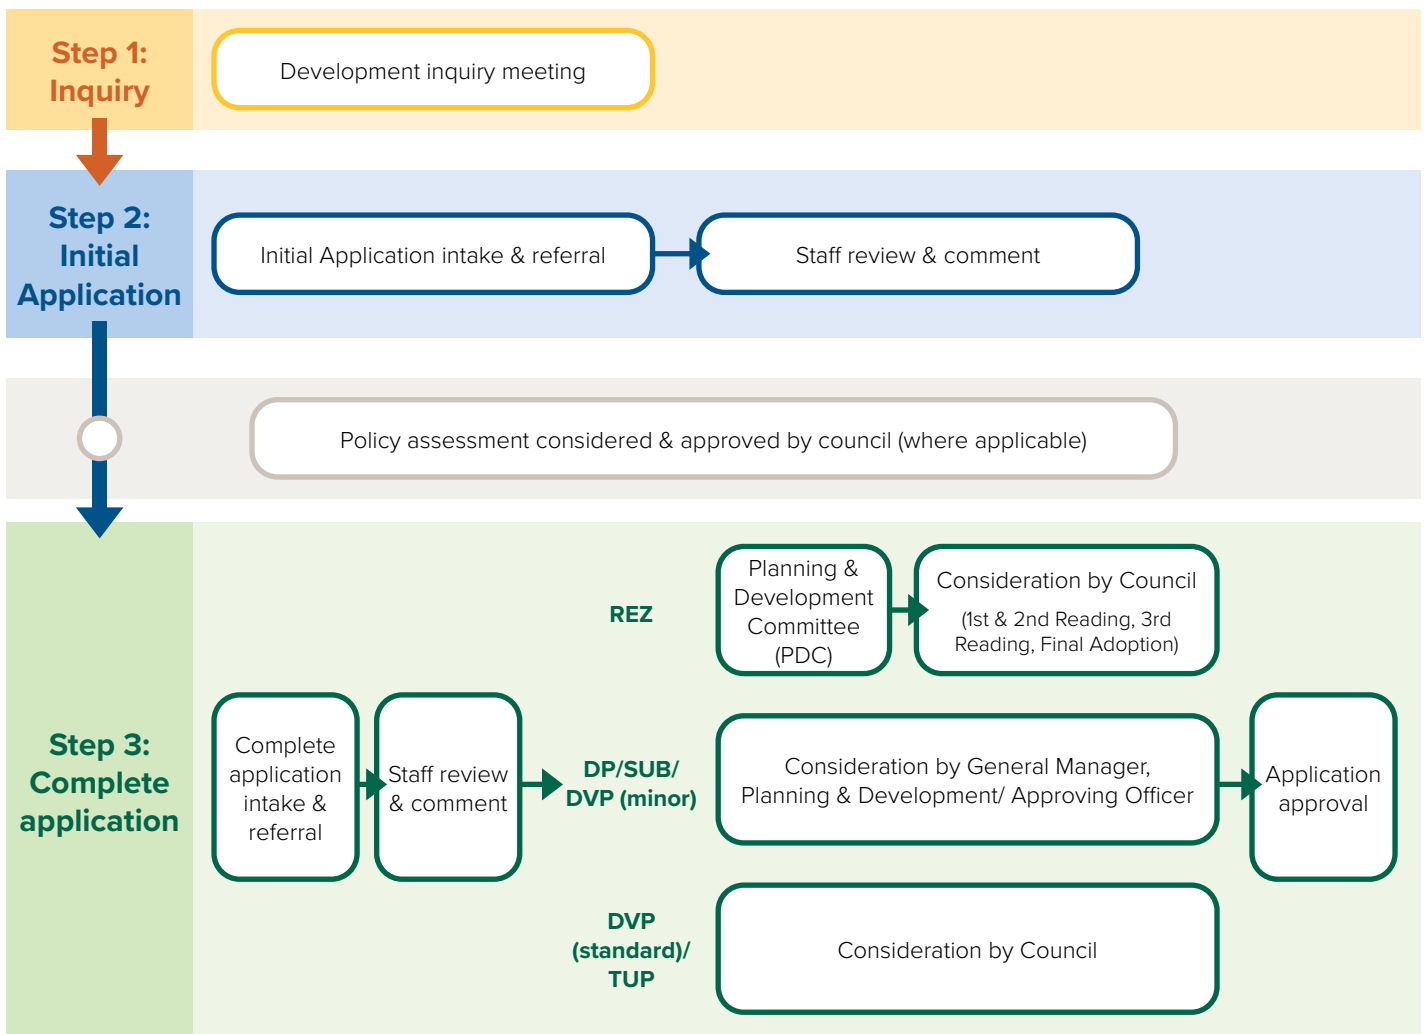 Step 1:
Inquiry
Development inquiry meeting
Step 2:
Initial
Application
Initial Application intake & referral
Staff review & comment
Policy assessment considered & approved by council (where applicable)
Step 3:
Complete
application
Complete
application
intake &
referral
Staff review
& comment
REZ
Planning &
Development
Committee
(PDC)
Consideration by Council
(1st & 2nd Reading, 3rd
Reading, Final Adoption)
DP/SUB/
DVP (minor)
Consideration by General Manager,
Planning & Development/ Approving Officer
DVP
(standard)/
TUP
Consideration by Council
Application
approval